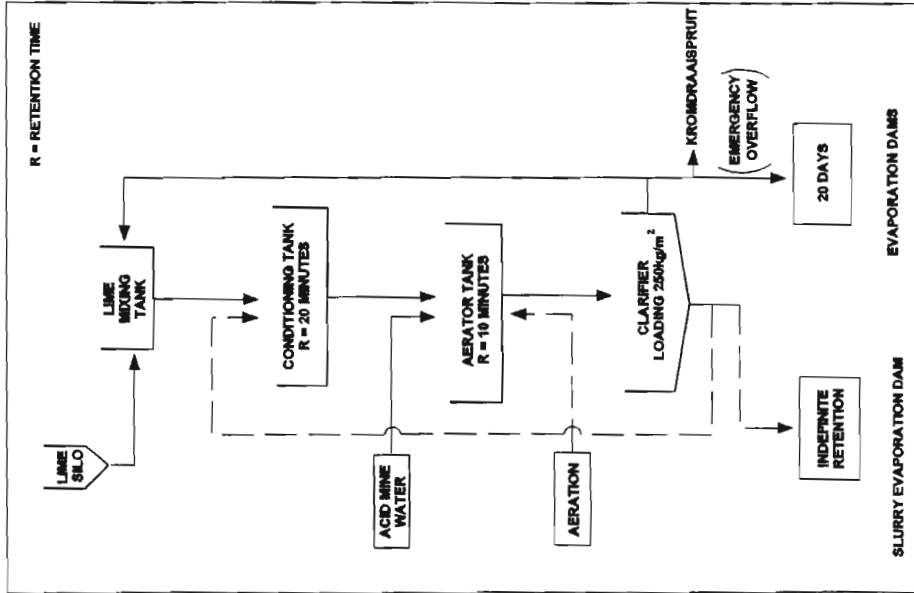 R = RETENTION TIME
LIME
SILO
LIME
MIXING
TANK
CONDITIONING TANK
R = 20 MINUTES
ACID MINE
WATER
AERATOR TANK
R = 10 MINUTES
AERATION
CLARIFIER
LOADING 250kg/m²
KROMDRAAISPRUIT
(EMERGENCY
OVERFLOW)
INDEFINITE
RETENTION
20 DAYS
SLURRY EVAPORATION DAM
EVAPORATION DAMS